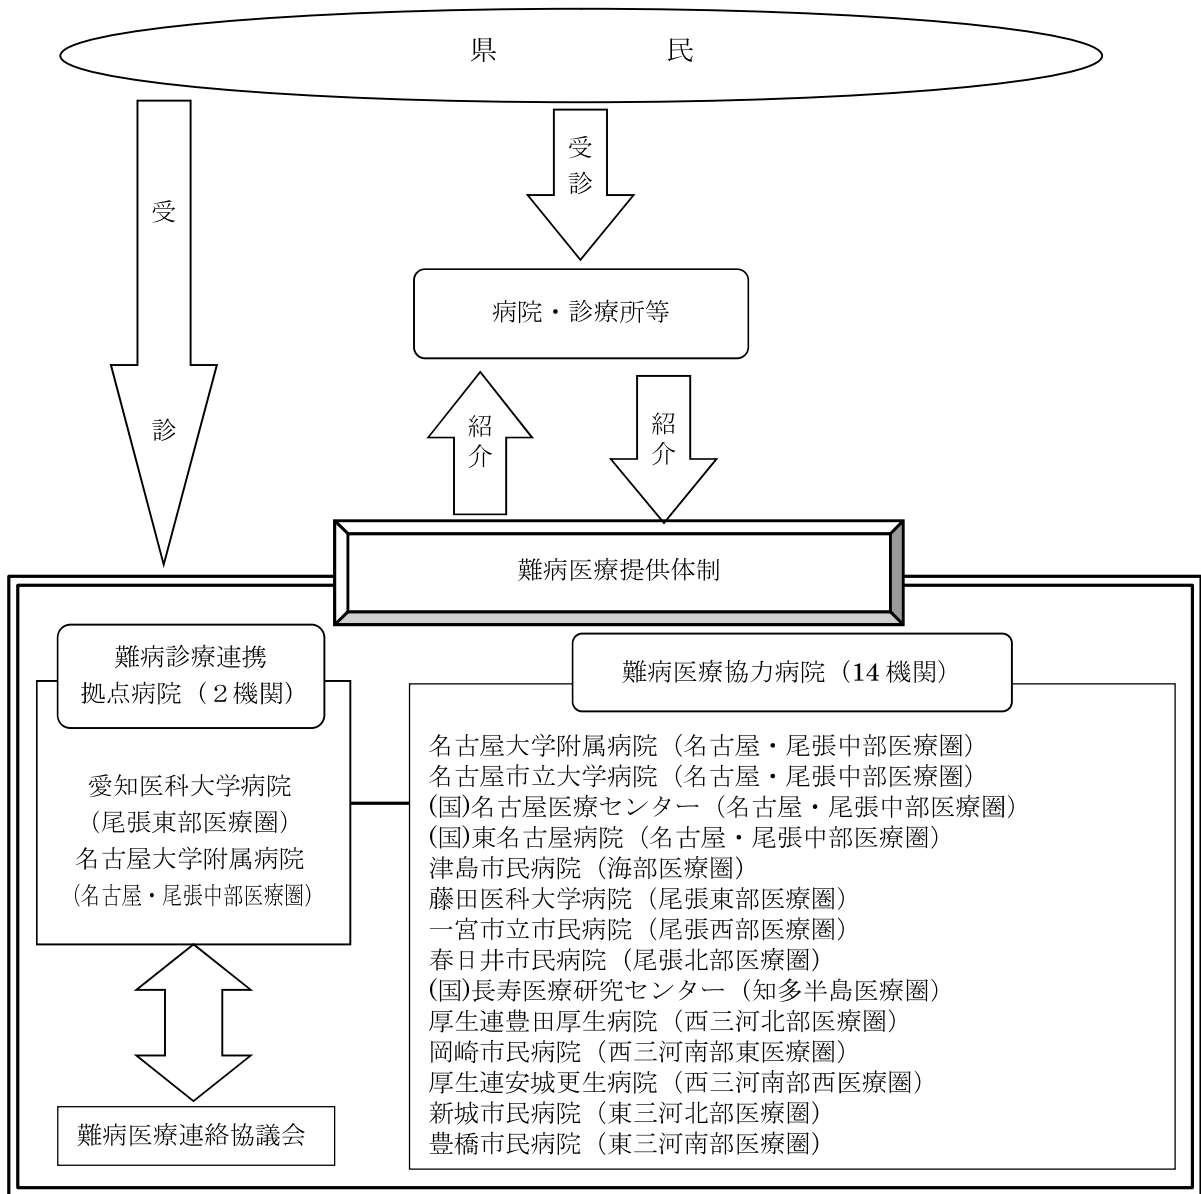 県　民
受診
受診
病院・診療所等
紹介
紹介
難病医療提供体制
難病診療連携
拠点病院（２機関）
愛知医科大学病院
（尾張東部医療圏）
名古屋大学附属病院
（名古屋・尾張中部医療圏）
難病医療連絡協議会
難病医療協力病院（14 機関）
名古屋大学附属病院（名古屋・尾張中部医療圏）
名古屋市立大学病院（名古屋・尾張中部医療圏）
(国)名古屋医療センター（名古屋・尾張中部医療圏）
(国)東名古屋病院（名古屋・尾張中部医療圏）
津島市民病院（海部医療圏）
藤田医科大学病院（尾張東部医療圏）
一宮市立市民病院（尾張西部医療圏）
春日井市民病院（尾張北部医療圏）
(国)長寿医療研究センター（知多半島医療圏）
厚生連豊田厚生病院（西三河北部医療圏）
岡崎市民病院（西三河南部東医療圏）
厚生連安城更生病院（西三河南部西医療圏）
新城市民病院（東三河北部医療圏）
豊橋市民病院（東三河南部医療圏）